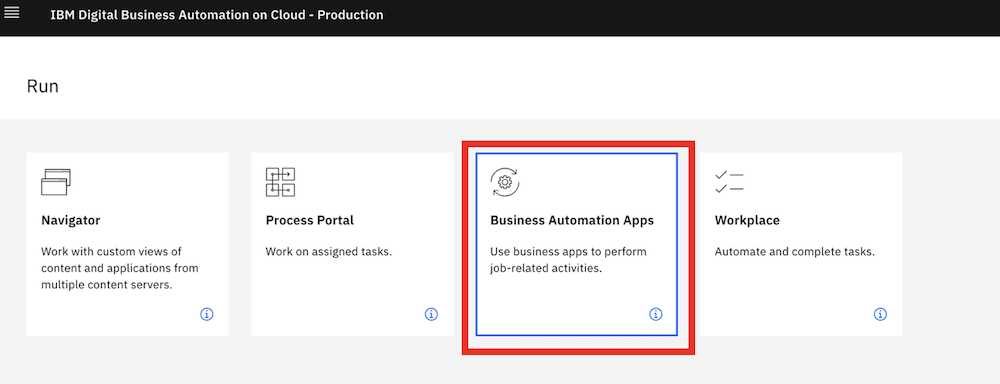 IBM Digital Business Automation on Cloud - Production
Run
Navigator
Work with custom views of
content and applications from
multiple content servers.
Process Portal
Work on assigned tasks.
Business Automation Apps
Use business apps to perform
job-related activities.
Workplace
Automate and complete tasks.